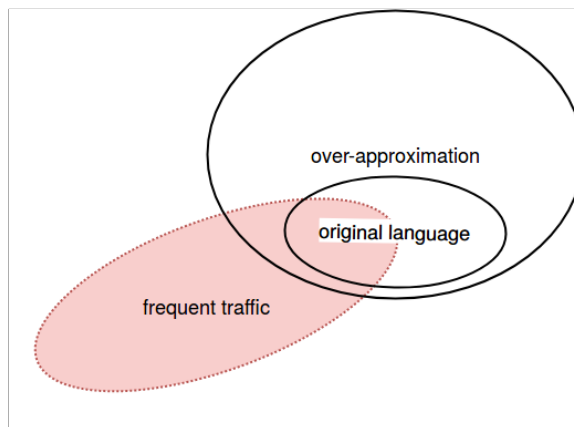 over-approximation
original language
frequent traffic